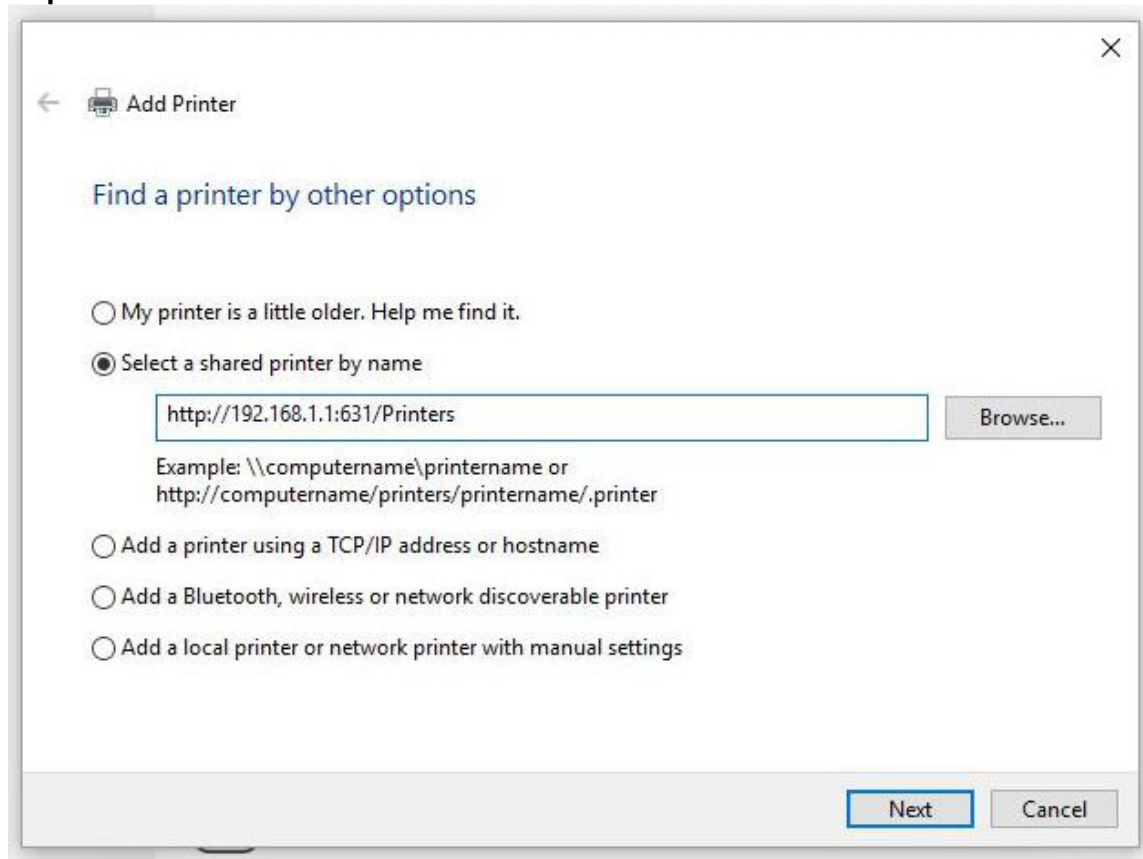 Add Printer
Find a printer by other options
My printer is a little older. Help me find it.
Select a shared printer by name
http://192.168.1.1:631/Printers
Browse...
Example: \\computername\printername or
http://computername/printers/printername/.printer
Add a printer using a TCP/IP address or hostname
Add a Bluetooth, wireless or network discoverable printer
Add a local printer or network printer with manual settings
Next
Cancel